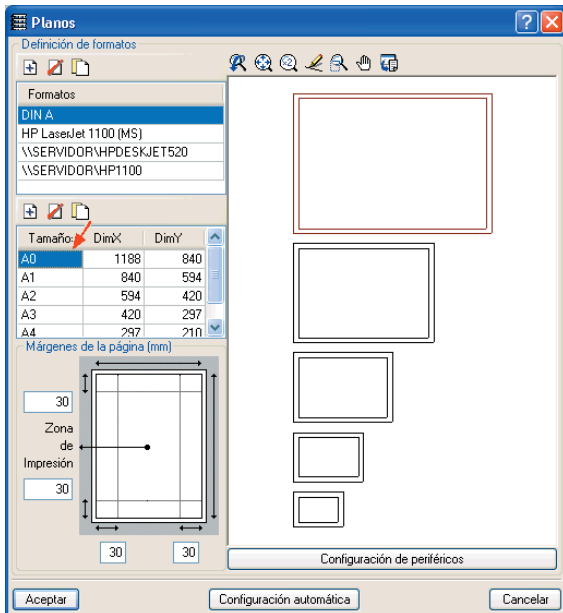 Planos
Definición de formatos
Formatos
DIN A
HP LaserJet 1100 (MS)
\\SERVIDOR\HPDESKJET520
\\SERVIDOR\HP1100
Tamaño: DimX DimY
A0 1188 840
A1 840 594
A2 594 420
A3 420 297
A4 297 210
Márgenes de la página (mm)
30
Zona
de
Impresión
30
30 30
Configuración de periféricos
Aceptar Configuración automática Cancelar